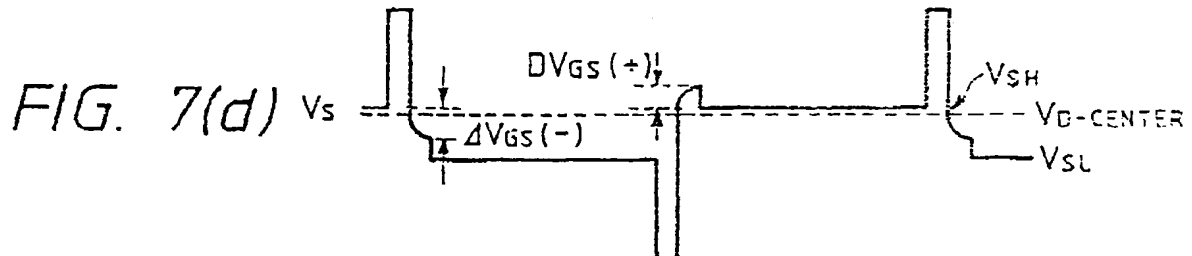 FIG. 7(d)
VS
DVGS(+)
ΔVGS(-)
VSH
VD-CENTER
VSL